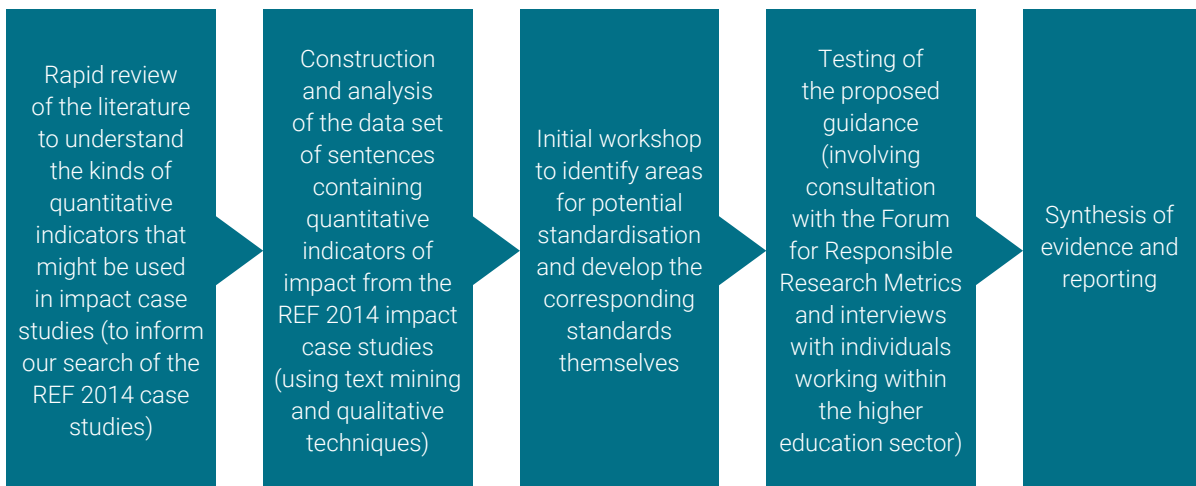 Rapid review
of the literature
to understand
the kinds of
quantitative
indicators that
might be used
in impact case
studies (to inform
our search of the
REF 2014 case
studies)
Construction
and analysis
of the data set
of sentences
containing
quantitative
indicators of
impact from the
REF 2014 impact
case studies
(using text mining
and qualitative
techniques)
Initial workshop
to identify areas
for potential
standardisation
and develop the
corresponding
standards
themselves
Testing of
the proposed
guidance
(involving
consultation
with the Forum
for Responsible
Research Metrics
and interviews
with individuals
working within
the higher
education sector)
Synthesis of
evidence and
reporting